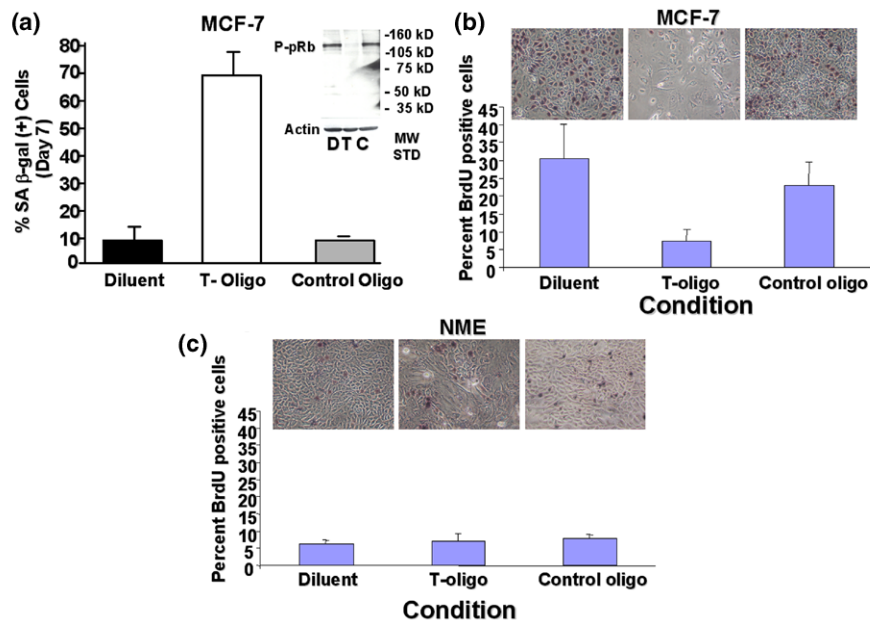 (a)
MCF-7
% SA β-gal (+) Cells
(Day 7)
80
70
60
50
40
30
20
10
Diluent
T- Oligo
Control Oligo
P-pRb
-160 kD
-105 kD
- 75 kD
- 50 kD
- 35 kD
Actin
D T C
MW
STD
(b)
MCF-7
Percent BrdU positive cells
45
40
35
30
25
20
15
10
5
0
Diluent
T-oligo
Control oligo
Condition
(c)
NME
Percent BrdU positive cells
45
40
35
30
25
20
15
10
5
0
Diluent
T-oligo
Control oligo
Condition